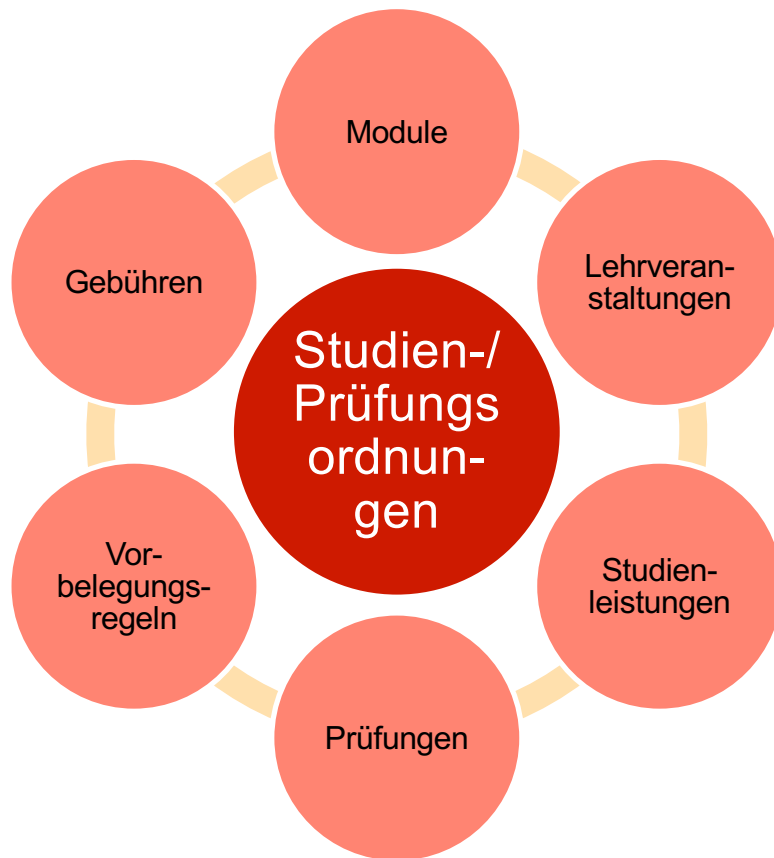 Module
Lehrveran-
staltungen
Studien-
leistungen
Prüfungen
Vor-
belegungs-
regeln
Gebühren
Studien-/
Prüfungs
ordnun-
gen